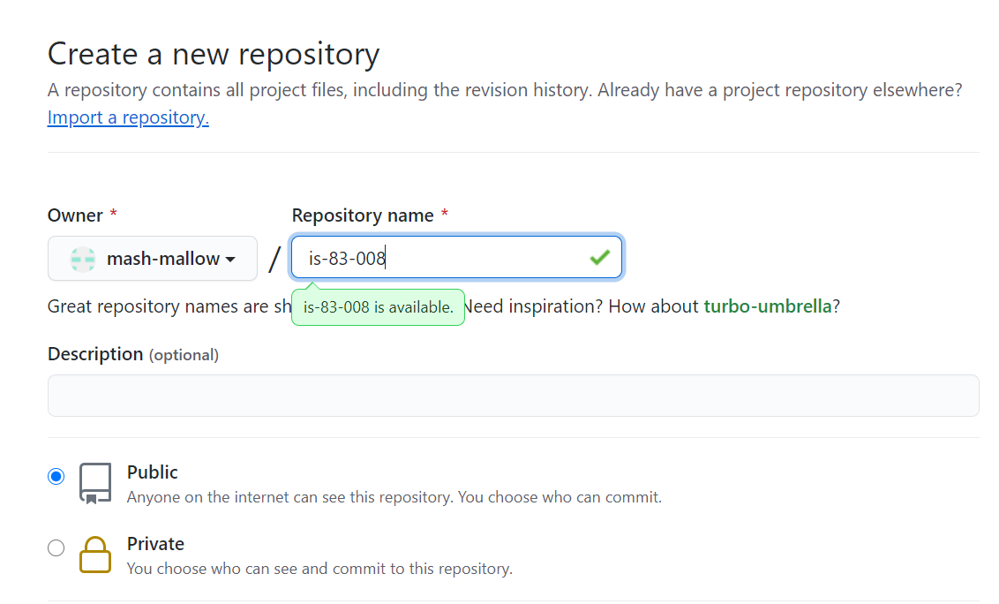 Create a new repository
A repository contains all project files, including the revision history. Already have a project repository elsewhere?
Import a repository.
Owner *
Repository name *
mash-mallow
/
is-83-008
Great repository names are sh
is-83-008 is available.
Need inspiration? How about turbo-umbrella?
Description (optional)
Public
Anyone on the internet can see this repository. You choose who can commit.
Private
You choose who can see and commit to this repository.